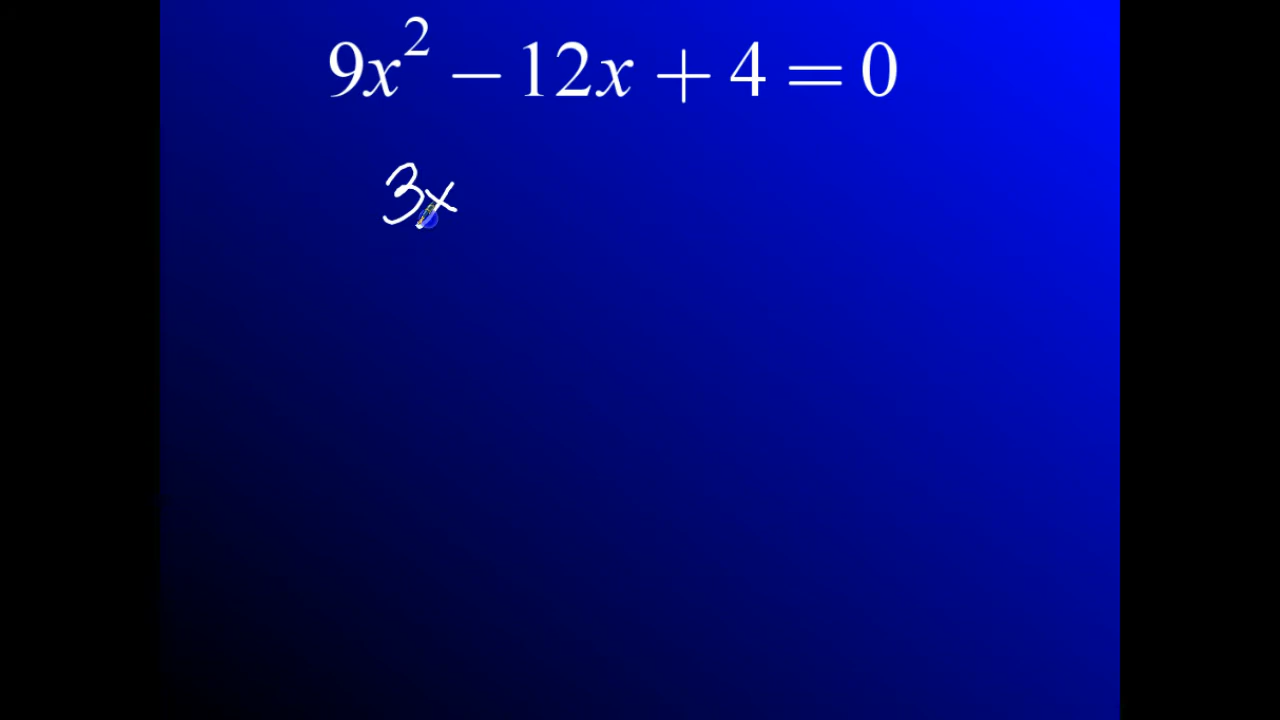 9x² − 12x + 4 = 0
3x